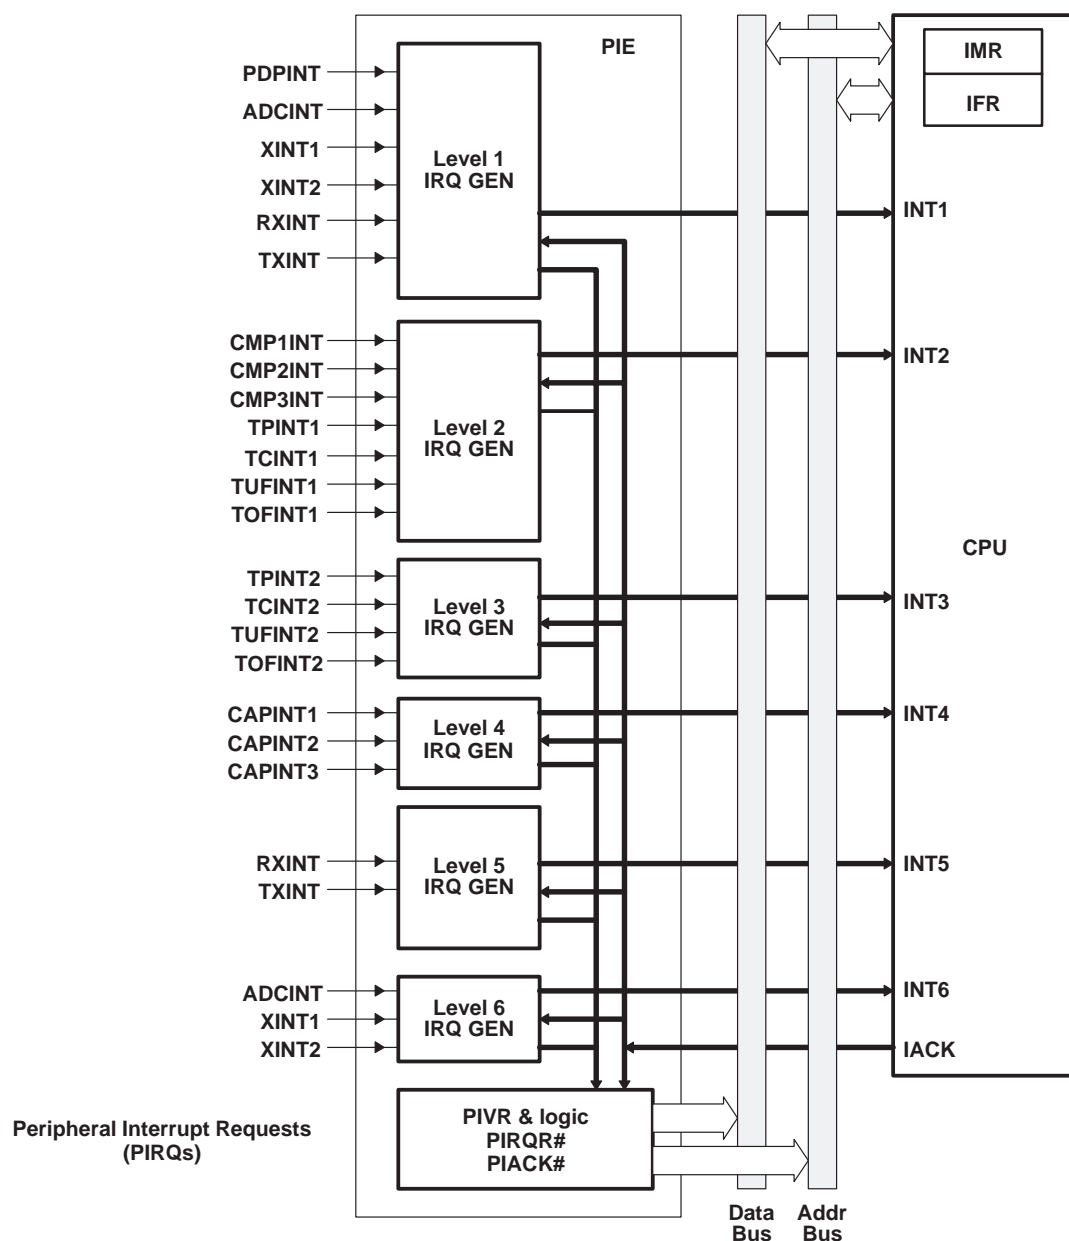 PIE
IMR
IFR
PDPINT
ADCINT
XINT1
XINT2
RXINT
TXINT
Level 1
IRQ GEN
INT1
CMP1INT
CMP2INT
CMP3INT
TPINT1
TCINT1
TUFINT1
TOFINT1
Level 2
IRQ GEN
INT2
CPU
TPINT2
TCINT2
TUFINT2
TOFINT2
Level 3
IRQ GEN
INT3
CAPINT1
CAPINT2
CAPINT3
Level 4
IRQ GEN
INT4
RXINT
TXINT
Level 5
IRQ GEN
INT5
ADCINT
XINT1
XINT2
Level 6
IRQ GEN
INT6
IACK
Peripheral Interrupt Requests
(PIRQs)
PIVR & logic
PIRQR#
PIACK#
Data
Bus
Addr
Bus